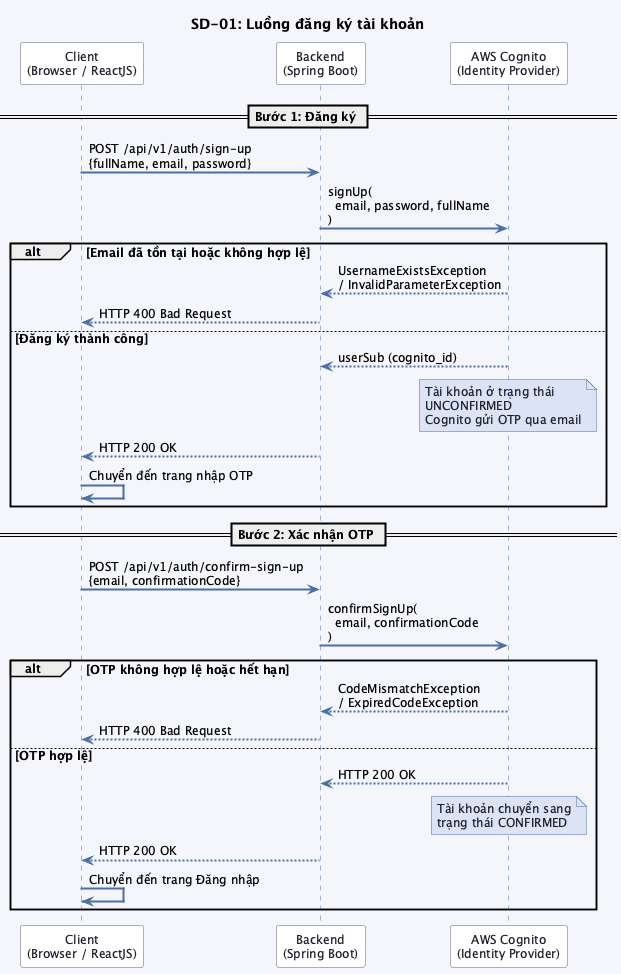 SD-01: Luồng đăng ký tài khoản
Client
(Browser / ReactJS)
Backend
(Spring Boot)
AWS Cognito
(Identity Provider)
Bước 1: Đăng ký
POST /api/v1/auth/sign-up
{fullName, email, password}
signUp(
email, password, fullName
)
alt
[Email đã tồn tại hoặc không hợp lệ]
UsernameExistsException
/ InvalidParameterException
HTTP 400 Bad Request
[Đăng ký thành công]
userSub (cognito_id)
Tài khoản ở trạng thái
UNCONFIRMED
Cognito gửi OTP qua email
HTTP 200 OK
Chuyển đến trang nhập OTP
Bước 2: Xác nhận OTP
POST /api/v1/auth/confirm-sign-up
{email, confirmationCode}
confirmSignUp(
email, confirmationCode
)
alt
[OTP không hợp lệ hoặc hết hạn]
CodeMismatchException
/ ExpiredCodeException
HTTP 400 Bad Request
[OTP hợp lệ]
HTTP 200 OK
Tài khoản chuyển sang
trạng thái CONFIRMED
HTTP 200 OK
Chuyển đến trang Đăng nhập
Client
(Browser / ReactJS)
Backend
(Spring Boot)
AWS Cognito
(Identity Provider)